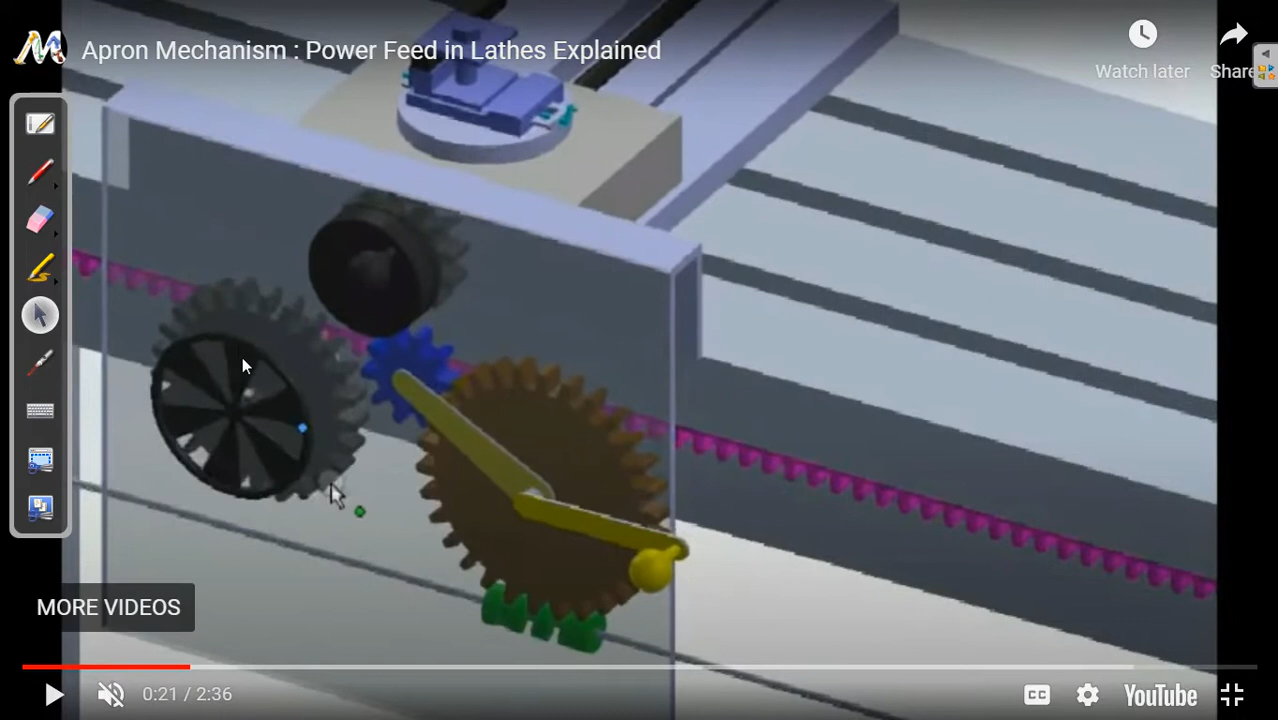 Apron Mechanism : Power Feed in Lathes Explained
Watch later
Share
MORE VIDEOS
0:21 / 2:36
CC
YouTube